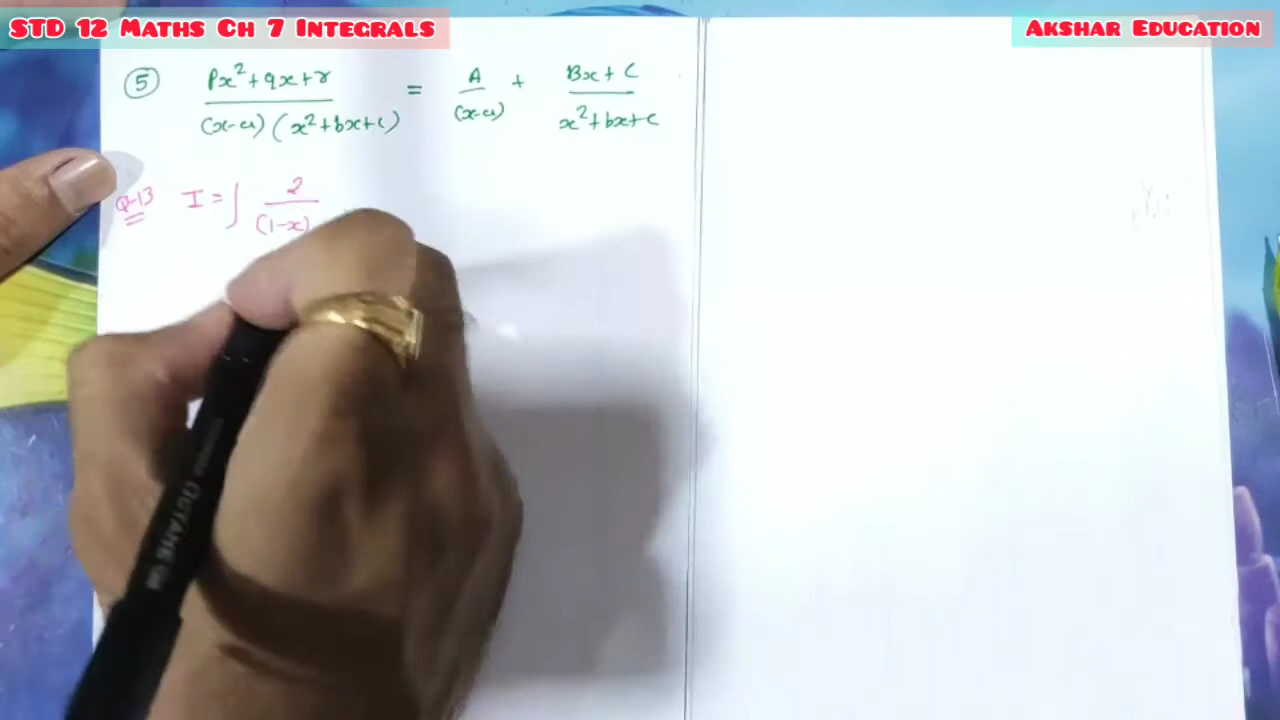 STD 12 Maths Ch 7 Integrals
Akshar Education
5 px²+qx+r / (x-a)(x²+bx+c) = A / (x-a) + Bx+C / x²+bx+c
Q-13 I = ∫ 2 / (1-x)